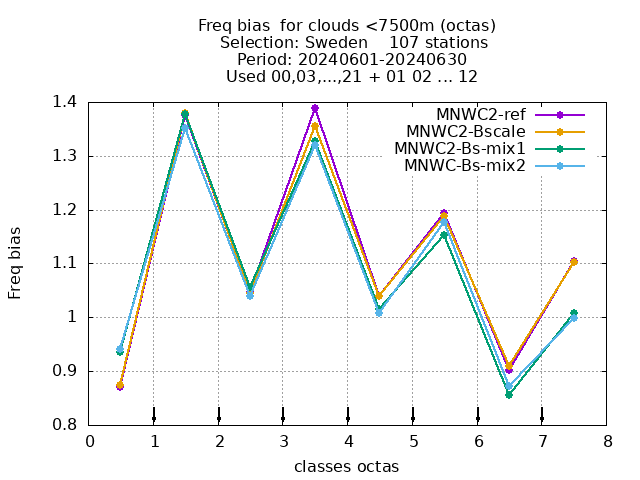 Freq bias  for clouds <7500m (octas)
Selection: Sweden    107 stations
Period: 20240601-20240630
Used 00,03,...,21 + 01 02 ... 12
MNWC2-ref
MNWC2-Bscale
MNWC2-Bs-mix1
MNWC-Bs-mix2
Freq bias
1.4
1.3
1.2
1.1
1
0.9
0.8
0 1 2 3 4 5 6 7 8
classes octas